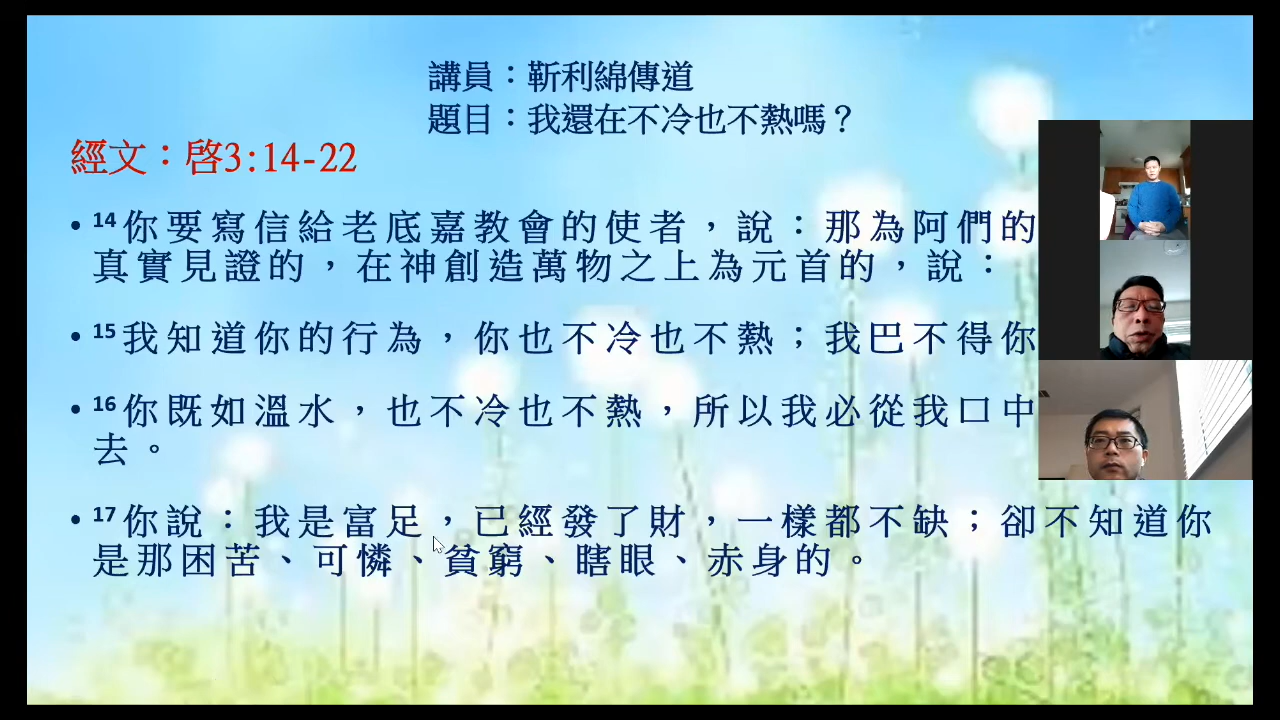 講員：靳利綿傳道
題目：我還在不冷也不熱嗎？
經文：啓3:14-22
• 14你要寫信給老底嘉教會的使者，說：那為阿們的
真實見證的，在神創造萬物之上為元首的，說：
• 15我知道你的行為，你也不冷也不熱；我巴不得你
• 16你既如溫水，也不冷也不熱，所以我必從我口中
去。
• 17你說：我是富足，已經發了財，一樣都不缺；卻不知道你
是那困苦、可憐、貧窮、瞎眼、赤身的。